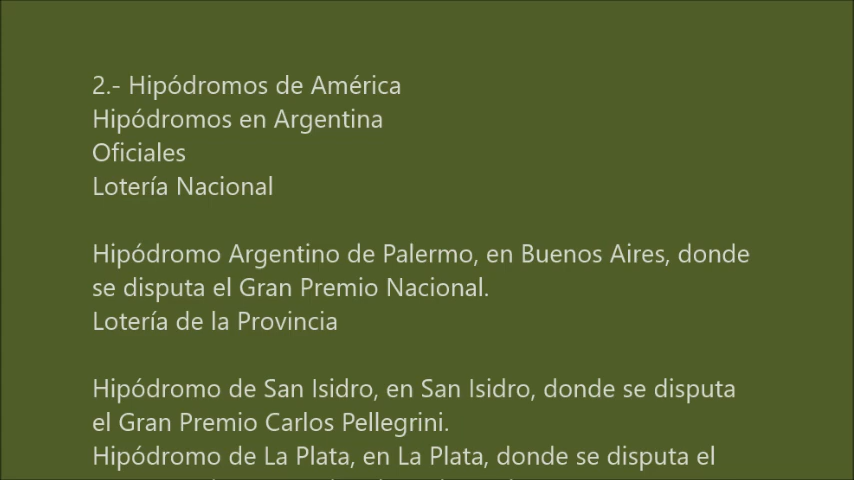 2.- Hipódromos de América
Hipódromos en Argentina
Oficiales
Lotería Nacional
Hipódromo Argentino de Palermo, en Buenos Aires, donde
se disputa el Gran Premio Nacional.
Lotería de la Provincia
Hipódromo de San Isidro, en San Isidro, donde se disputa
el Gran Premio Carlos Pellegrini.
Hipódromo de La Plata, en La Plata, donde se disputa el